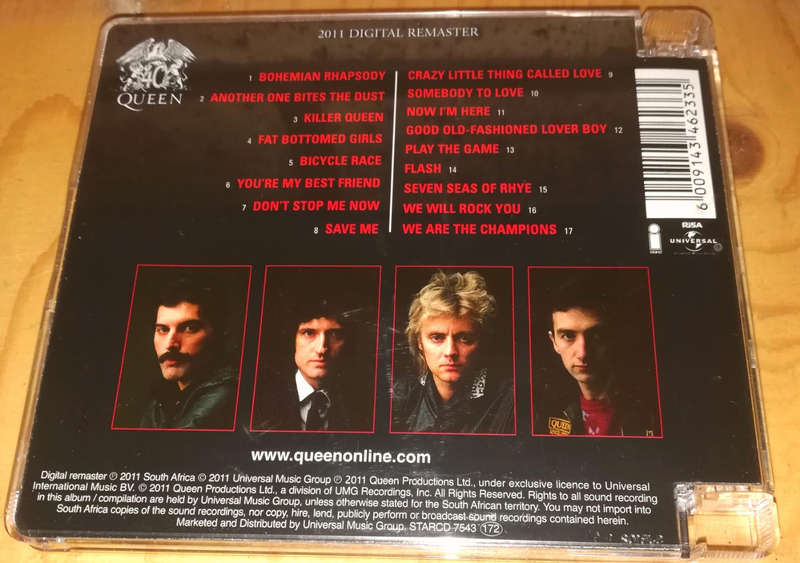 2011 DIGITAL REMASTER
40
QUEEN
1 BOHEMIAN RHAPSODY
2 ANOTHER ONE BITES THE DUST
3 KILLER QUEEN
4 FAT BOTTOMED GIRLS
5 BICYCLE RACE
6 YOU'RE MY BEST FRIEND
7 DON'T STOP ME NOW
8 SAVE ME
CRAZY LITTLE THING CALLED LOVE 9
SOMEBODY TO LOVE 10
NOW I'M HERE 11
GOOD OLD-FASHIONED LOVER BOY 12
PLAY THE GAME 13
FLASH 14
SEVEN SEAS OF RHYE 15
WE WILL ROCK YOU 16
WE ARE THE CHAMPIONS 17
6 009143 462335
RiSA
UNIVERSAL
QUEEN
www.queenonline.com
Digital remaster ℗ 2011 South Africa © 2011 Universal Music Group ℗ 2011 Queen Productions Ltd., under exclusive licence to Universal
International Music BV. © 2011 Queen Productions Ltd., a division of UMG Recordings, Inc. All Rights Reserved. Rights to all sound recording
in this album / compilation are held by Universal Music Group, unless otherwise stated for the South African territory. You may not import into
South Africa copies of the sound recordings, nor copy, hire, lend, publicly perform or broadcast sound recordings contained herein.
Marketed and Distributed by Universal Music Group. STARCD 7543 172